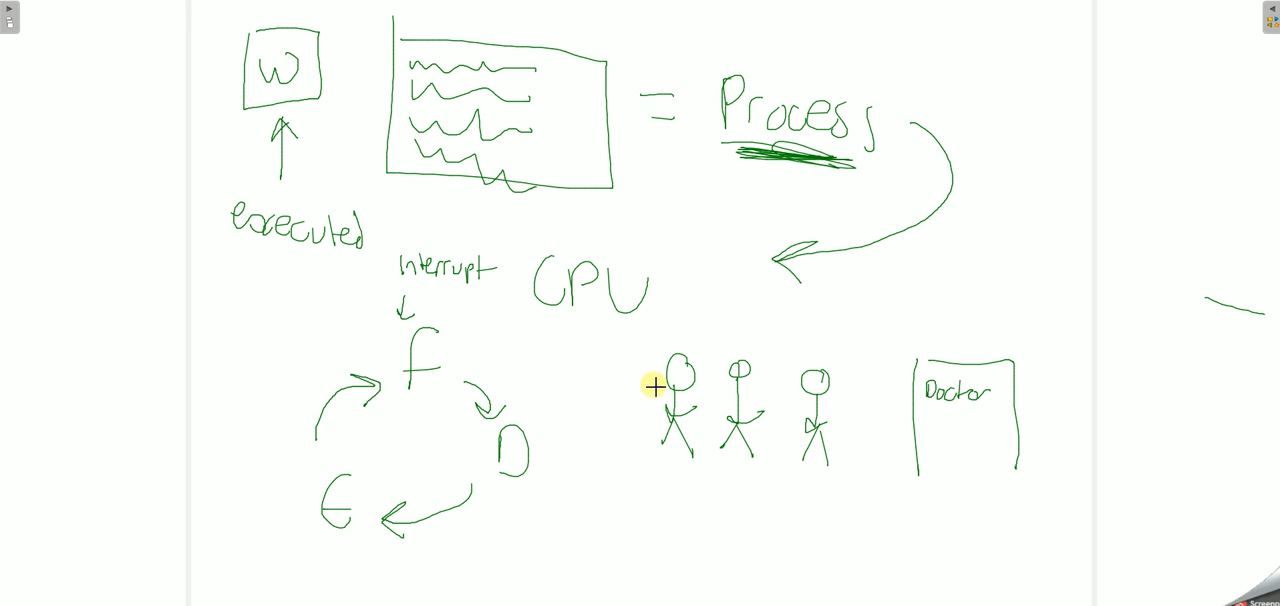 W
= Process
executed
Interrupt
CPU
F
D
E
Doctor